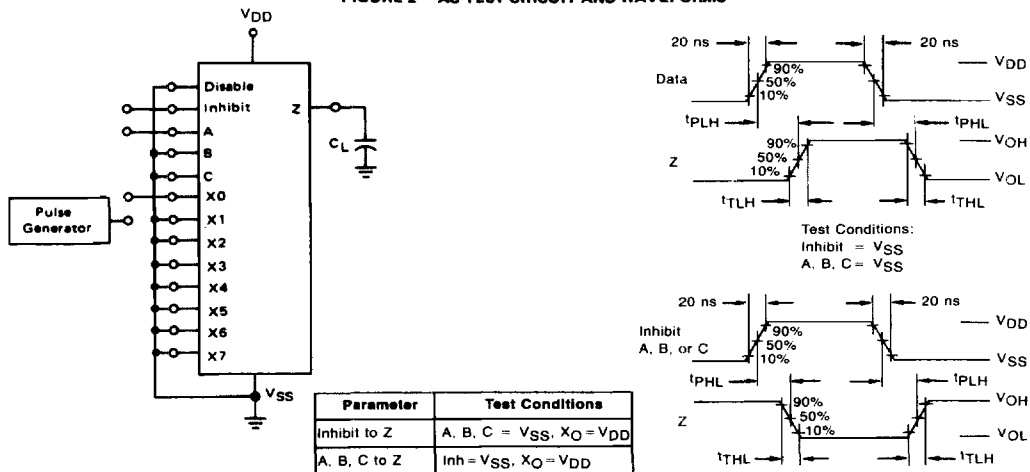 FIGURE 2 – AC TEST CIRCUIT AND WAVEFORMS
VDD
Disable
Inhibit
A
B
C
X0
X1
X2
X3
X4
X5
X6
X7
Z
CL
VSS
Pulse
Generator
Parameter Test Conditions
Inhibit to Z A, B, C = VSS, XO = VDD
A, B, C to Z Inh = VSS, XO = VDD
20 ns 20 ns
Data
90%
50%
10%
VDD
VSS
tPLH tPHL
Z
90%
50%
10%
VOH
VOL
tTLH tTHL
Test Conditions:
Inhibit = VSS
A, B, C = VSS
20 ns 20 ns
Inhibit
A, B, or C
90%
50%
10%
VDD
VSS
tPHL tPLH
Z
90%
50%
10%
VOH
VOL
tTHL tTLH